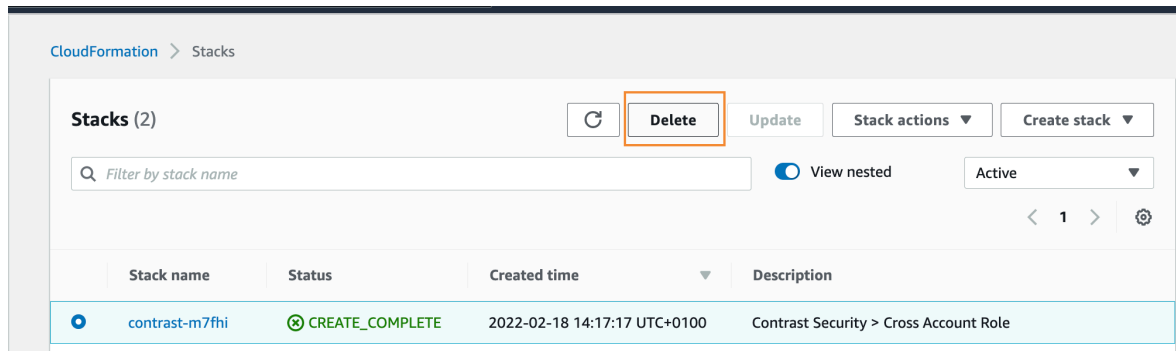 CloudFormation > Stacks
Stacks (2) Delete Update Stack actions Create stack
Filter by stack name View nested Active
1
Stack name Status Created time Description
contrast-m7fhi CREATE_COMPLETE 2022-02-18 14:17:17 UTC+0100 Contrast Security > Cross Account Role